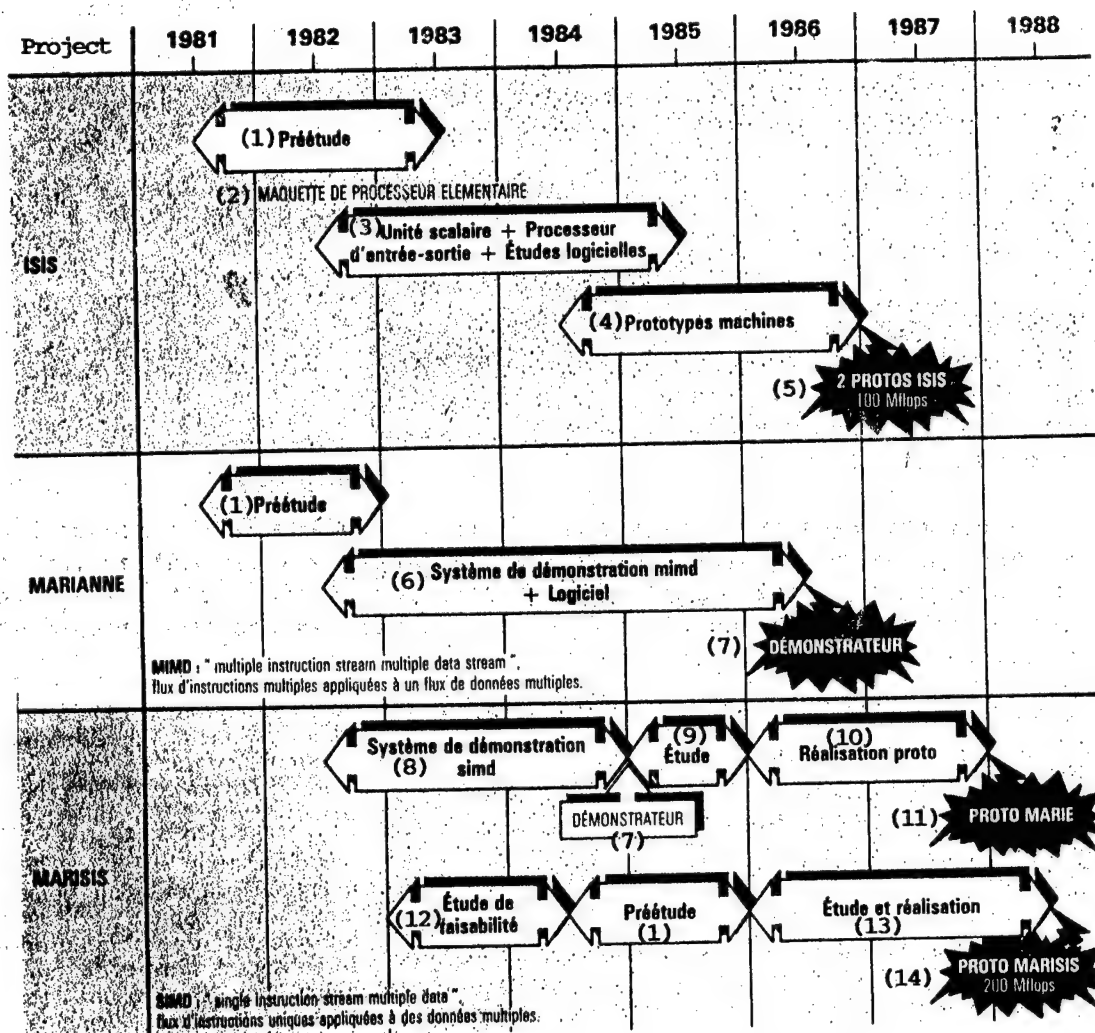 Project 1981 1982 1983 1984 1985 1986 1987 1988
ISIS
(1) Préétude
(2) MAQUETTE DE PROCESSEUR ELEMENTAIRE
(3) Unité scalaire + Processeur
d'entrée-sortie + Études logicielles
(4) Prototypes machines
(5) 2 PROTOS ISIS
100 Mflops
MARIANNE
(1) Préétude
(6) Système de démonstration mimd
+ Logiciel
(7) DÉMONSTRATEUR
MIMD : " multiple instruction stream multiple data stream ",
flux d'instructions multiples appliquées à un flux de données multiples.
MARISIS
Système de démonstration
(8) simd
(9)
Étude
(10)
Réalisation proto
DÉMONSTRATEUR
(7)
(11) PROTO MARIE
(12) Étude de
faisabilité
Préétude
(1)
Étude et réalisation
(13)
(14) PROTO MARISIS
200 Mflops
SIMD : " single instruction stream multiple data ",
flux d'instructions uniques appliquées à des données multiples.